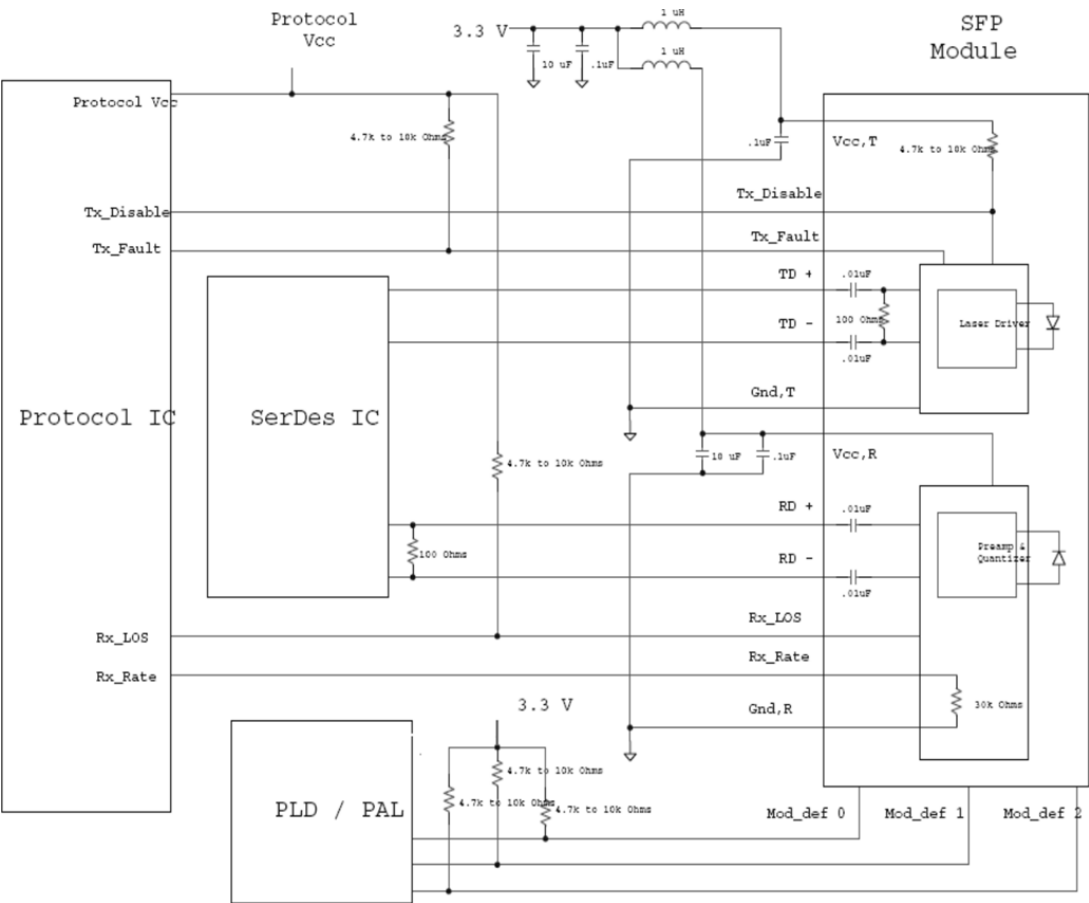 Protocol
Vcc
3.3 V
1 uH
1 uH
10 uF
.1uF
SFP
Module
Protocol Vcc
4.7k to 10k Ohms
.1uF
Vcc,T
4.7k to 10k Ohms
Tx_Disable
Tx_Disable
Tx_Fault
Tx_Fault
TD +
.01uF
TD -
100 Ohms
.01uF
Laser Driver
Gnd,T
Protocol IC
SerDes IC
4.7k to 10k Ohms
10 uF
.1uF
Vcc,R
RD +
.01uF
100 Ohms
RD -
.01uF
Preamp &
Quantizer
Rx_LOS
Rx_LOS
Rx_Rate
Rx_Rate
3.3 V
Gnd,R
30k Ohms
4.7k to 10k Ohms
4.7k to 10k Ohms
4.7k to 10k Ohms
PLD / PAL
Mod_def 0
Mod_def 1
Mod_def 2